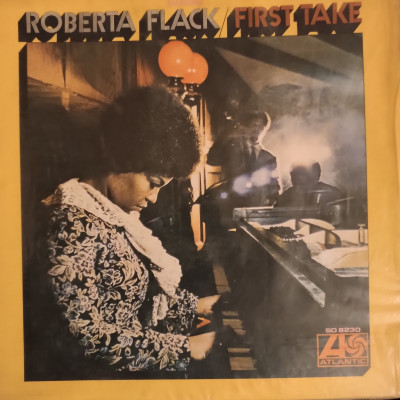 ROBERTA FLACK/FIRST TAKE
SD 8230
ATLANTIC